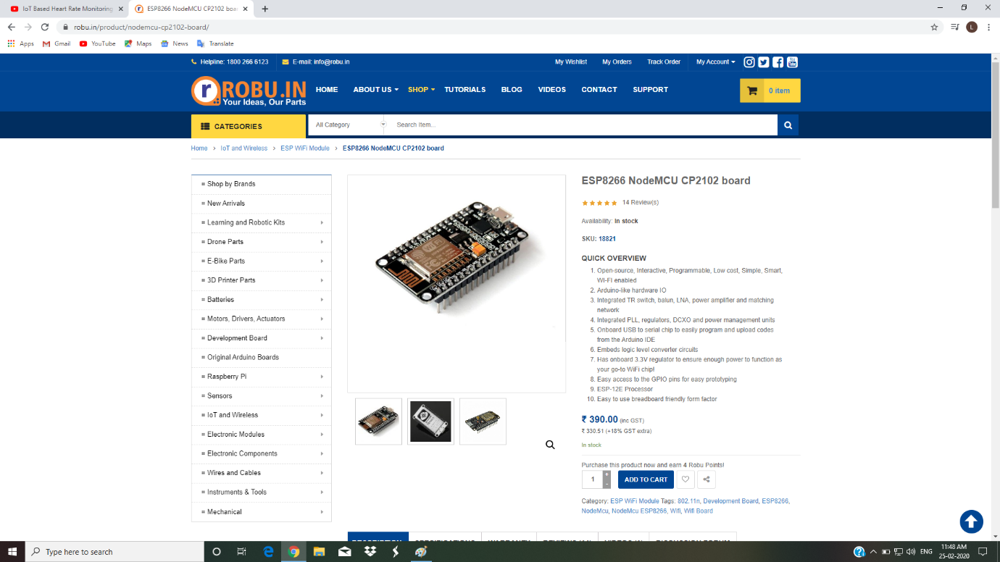 IoT Based Heart Rate Monitoring
ESP8266 NodeMCU CP2102 boar
robu.in/product/nodemcu-cp2102-board/
L
Apps Gmail YouTube Maps News Translate
Helpline: 1800 266 6123 E-mail: info@robu.in My Wishlist My Orders Track Order My Account
r ROBU.IN
Your Ideas, Our Parts
HOME ABOUT US SHOP TUTORIALS BLOG VIDEOS CONTACT SUPPORT
0 item
CATEGORIES All Category Search Item...
Home > IoT and Wireless > ESP WiFi Module > ESP8266 NodeMCU CP2102 board
Shop by Brands
New Arrivals
Learning and Robotic Kits
Drone Parts
E-Bike Parts
3D Printer Parts
Batteries
Motors, Drivers, Actuators
Development Board
Original Arduino Boards
Raspberry Pi
Sensors
IoT and Wireless
Electronic Modules
Electronic Components
Wires and Cables
Instruments & Tools
Mechanical
ESP8266 NodeMCU CP2102 board
14 Review(s)
Availability: In stock
SKU: 18821
QUICK OVERVIEW
1. Open-source, Interactive, Programmable, Low cost, Simple, Smart,
WI-FI enabled
2. Arduino-like hardware IO
3. Integrated TR switch, balun, LNA, power amplifier and matching
network
4. Integrated PLL, regulators, DCXO and power management units
5. Onboard USB to serial chip to easily program and upload codes
from the Arduino IDE
6. Embeds logic level converter circuits
7. Has onboard 3.3V regulator to ensure enough power to function as
your go-to WiFi chip!
8. Easy access to the GPIO pins for easy prototyping
9. ESP-12E Processor
10. Easy to use breadboard friendly form factor
₹ 390.00 (inc GST)
₹ 330.51 (+18% GST extra)
In stock
Purchase this product now and earn 4 Robu Points!
1 + - ADD TO CART
Category: ESP WiFi Module Tags: 802.11n, Development Board, ESP8266,
NodeMcu, NodeMcu ESP8266, Wifi, Wifi Board
Type here to search
ENG
11:48 AM
25-02-2020